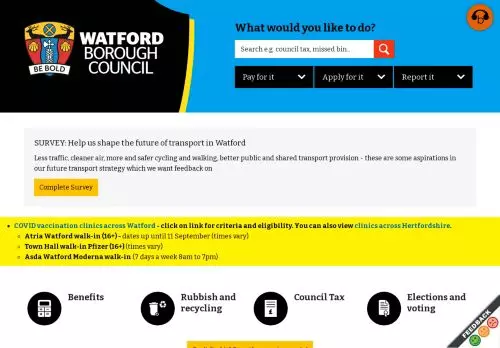 WATFORD
BOROUGH
COUNCIL
BE BOLD
What would you like to do?
Search e.g. council tax, missed bin..
Pay for it
Apply for it
Report it
SURVEY: Help us shape the future of transport in Watford
Less traffic, cleaner air, more and safer cycling and walking, better public and shared transport provision - these are some aspirations in
our future transport strategy which we want feedback on
Complete Survey
COVID vaccination clinics across Watford - click on link for criteria and eligibility. You can also view clinics across Hertfordshire.
Atria Watford walk-in (16+) - dates up until 11 September (times vary)
Town Hall walk-in Pfizer (16+) (times vary)
Asda Watford Moderna walk-in (7 days a week 8am to 7pm)
Benefits
Rubbish and
recycling
Council Tax
Elections and
voting
FEEDBACK